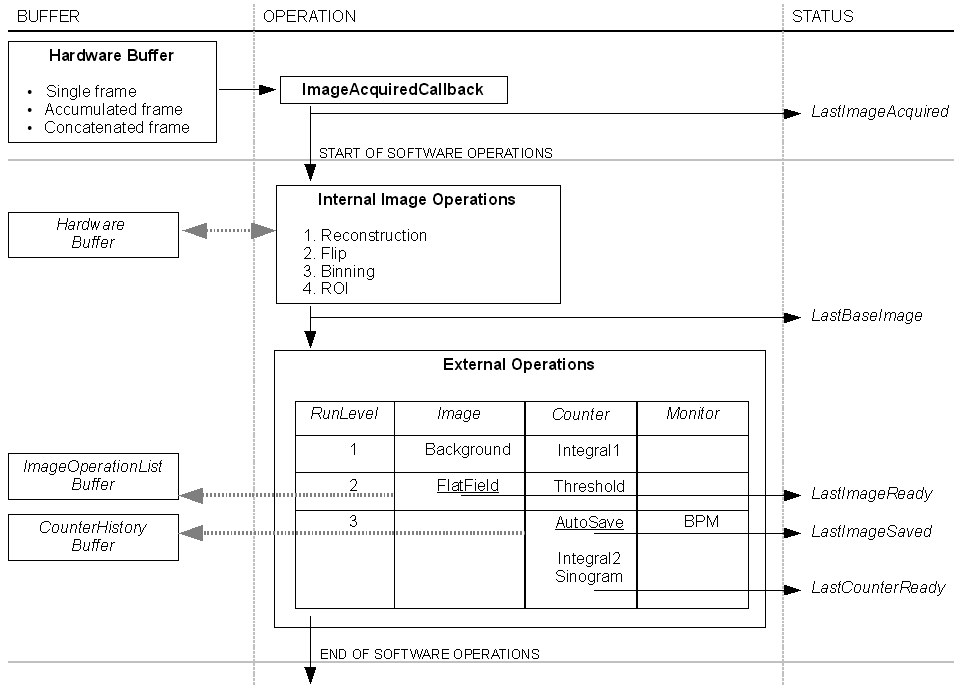 BUFFER
OPERATION
STATUS
Hardware Buffer
• Single frame
• Accumulated frame
• Concatenated frame
ImageAcquiredCallback
LastImageAcquired
START OF SOFTWARE OPERATIONS
Hardware
Buffer
Internal Image Operations
1. Reconstruction
2. Flip
3. Binning
4. ROI
LastBaseImage
External Operations
RunLevel Image Counter Monitor
1 Background Integral1
2 FlatField Threshold
3 AutoSave BPM
Integral2
Sinogram
ImageOperationList
Buffer
CounterHistory
Buffer
LastImageReady
LastImageSaved
LastCounterReady
END OF SOFTWARE OPERATIONS